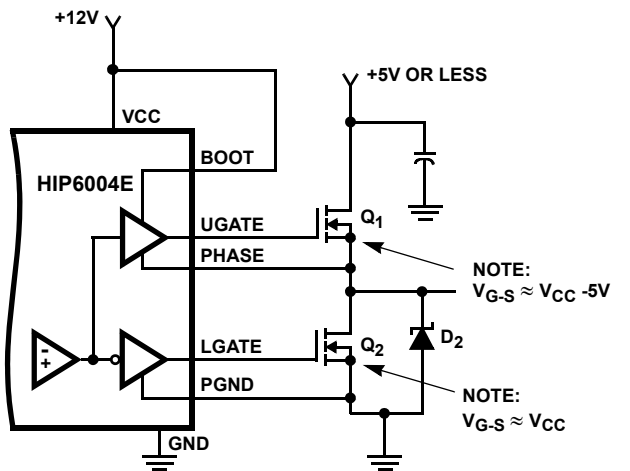 +12V
+5V OR LESS
VCC
BOOT
HIP6004E
UGATE
Q1
PHASE
NOTE:
VG-S ≈ VCC -5V
- +
LGATE
Q2
D2
PGND
NOTE:
VG-S ≈ VCC
GND